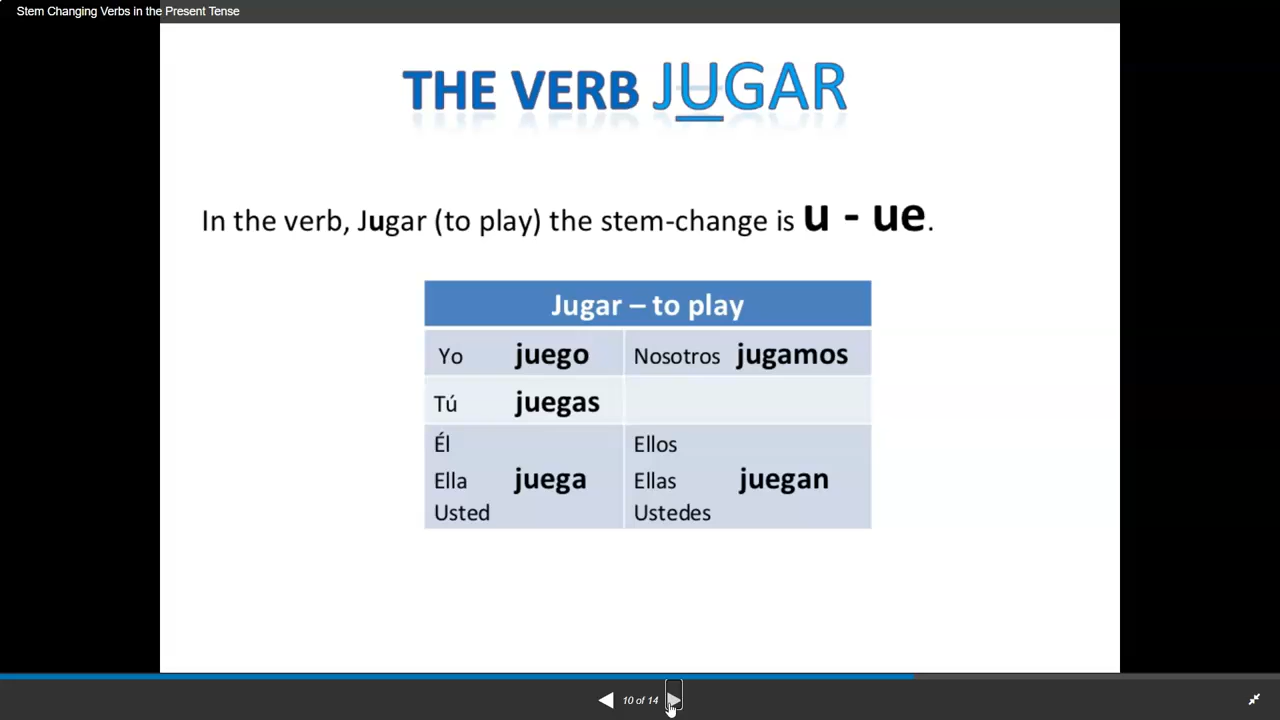 Stem Changing Verbs in the Present Tense
THE VERB JUGAR
In the verb, Jugar (to play) the stem-change is u - ue.
Jugar – to play
Yo juego Nosotros jugamos
Tú juegas
Él Ellos
Ella juega Ellas juegan
Usted Ustedes
10 of 14